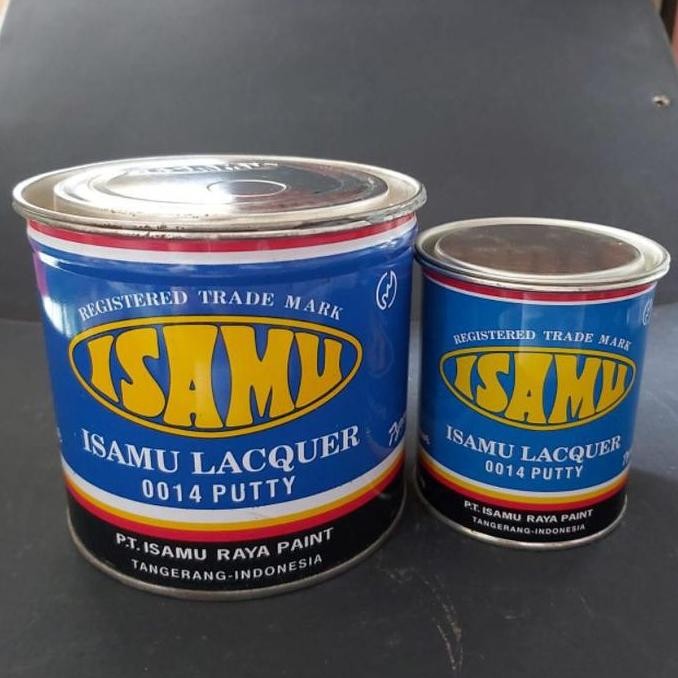 REGISTERED TRADE MARK
ISAMU
ISAMU LACQUER
0014 PUTTY
P.T. ISAMU RAYA PAINT
TANGERANG-INDONESIA
REGISTERED TRADE MARK
ISAMU
ISAMU LACQUER
0014 PUTTY
P.T. ISAMU RAYA PAINT
TANGERANG-INDONESIA